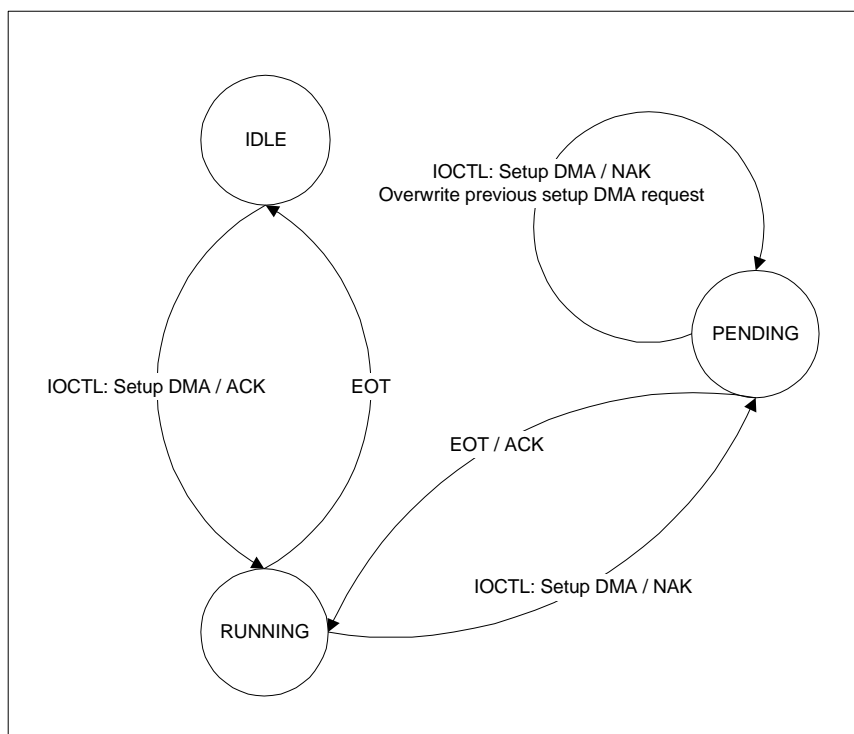 IDLE
IOCTL: Setup DMA / NAK
Overwrite previous setup DMA request
PENDING
IOCTL: Setup DMA / ACK
EOT
EOT / ACK
IOCTL: Setup DMA / NAK
RUNNING